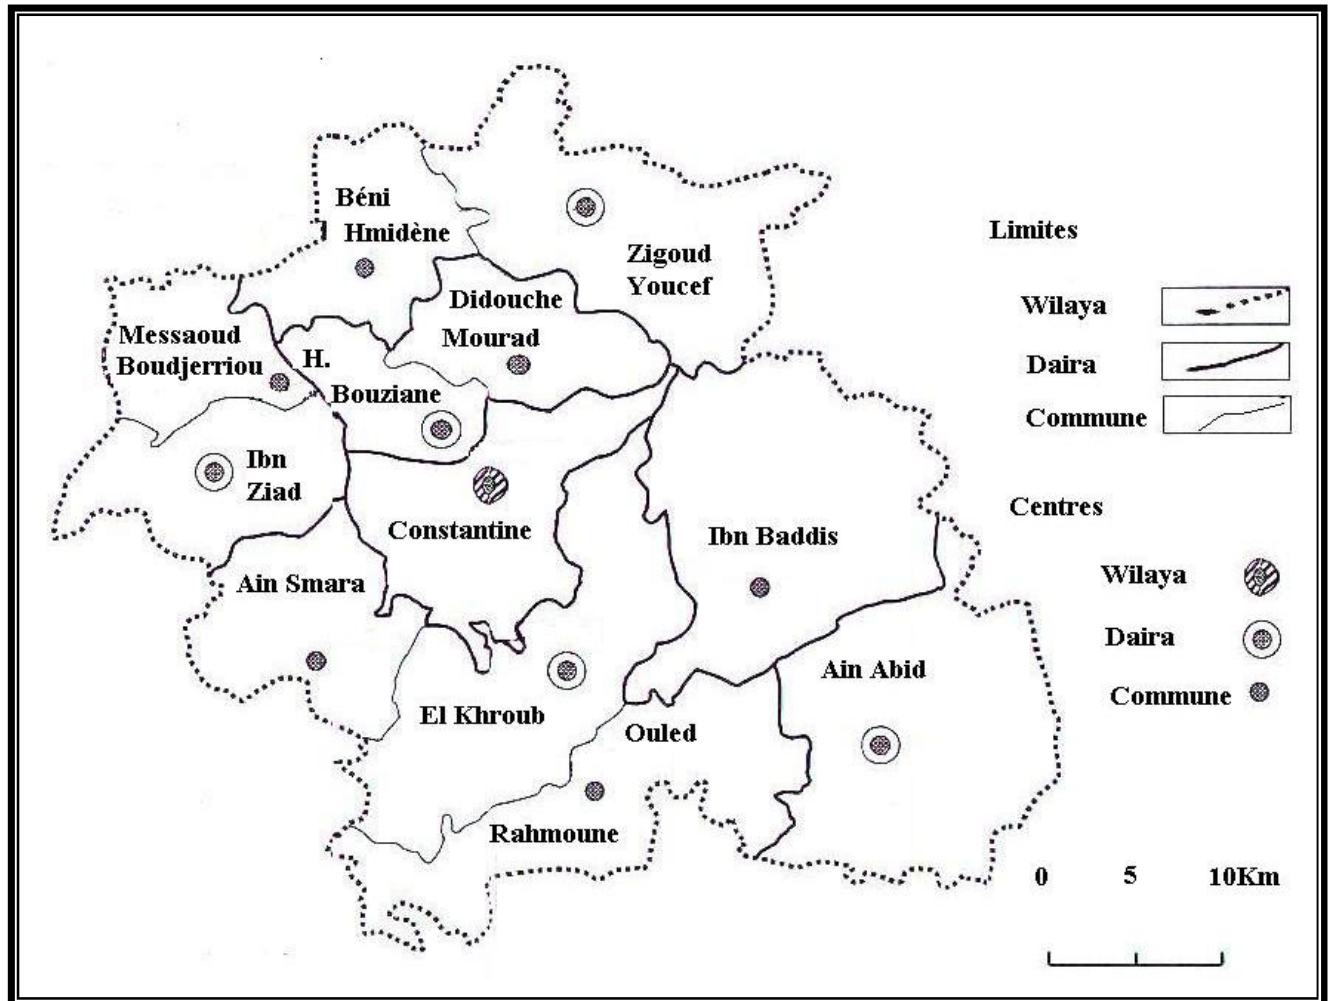 Béni
Hmidène
Zigoud
Youcef
Didouche
Mourad
Messaoud
Boudjerriou
H.
Bouziane
Ibn
Ziad
Constantine
Ibn Baddis
Ain Smara
Ain Abid
El Khroub
Ouled
Rahmoune
Limites
Wilaya
Daira
Commune
Centres
Wilaya
Daira
Commune
0 5 10Km